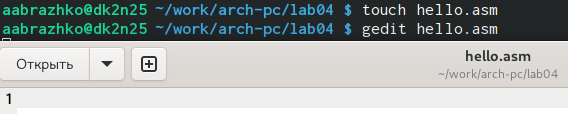 aabrazhko@dk2n25 ~/work/arch-pc/lab04 $ touch hello.asm
aabrazhko@dk2n25 ~/work/arch-pc/lab04 $ gedit hello.asm
Открыть
hello.asm
~/work/arch-pc/lab04
1